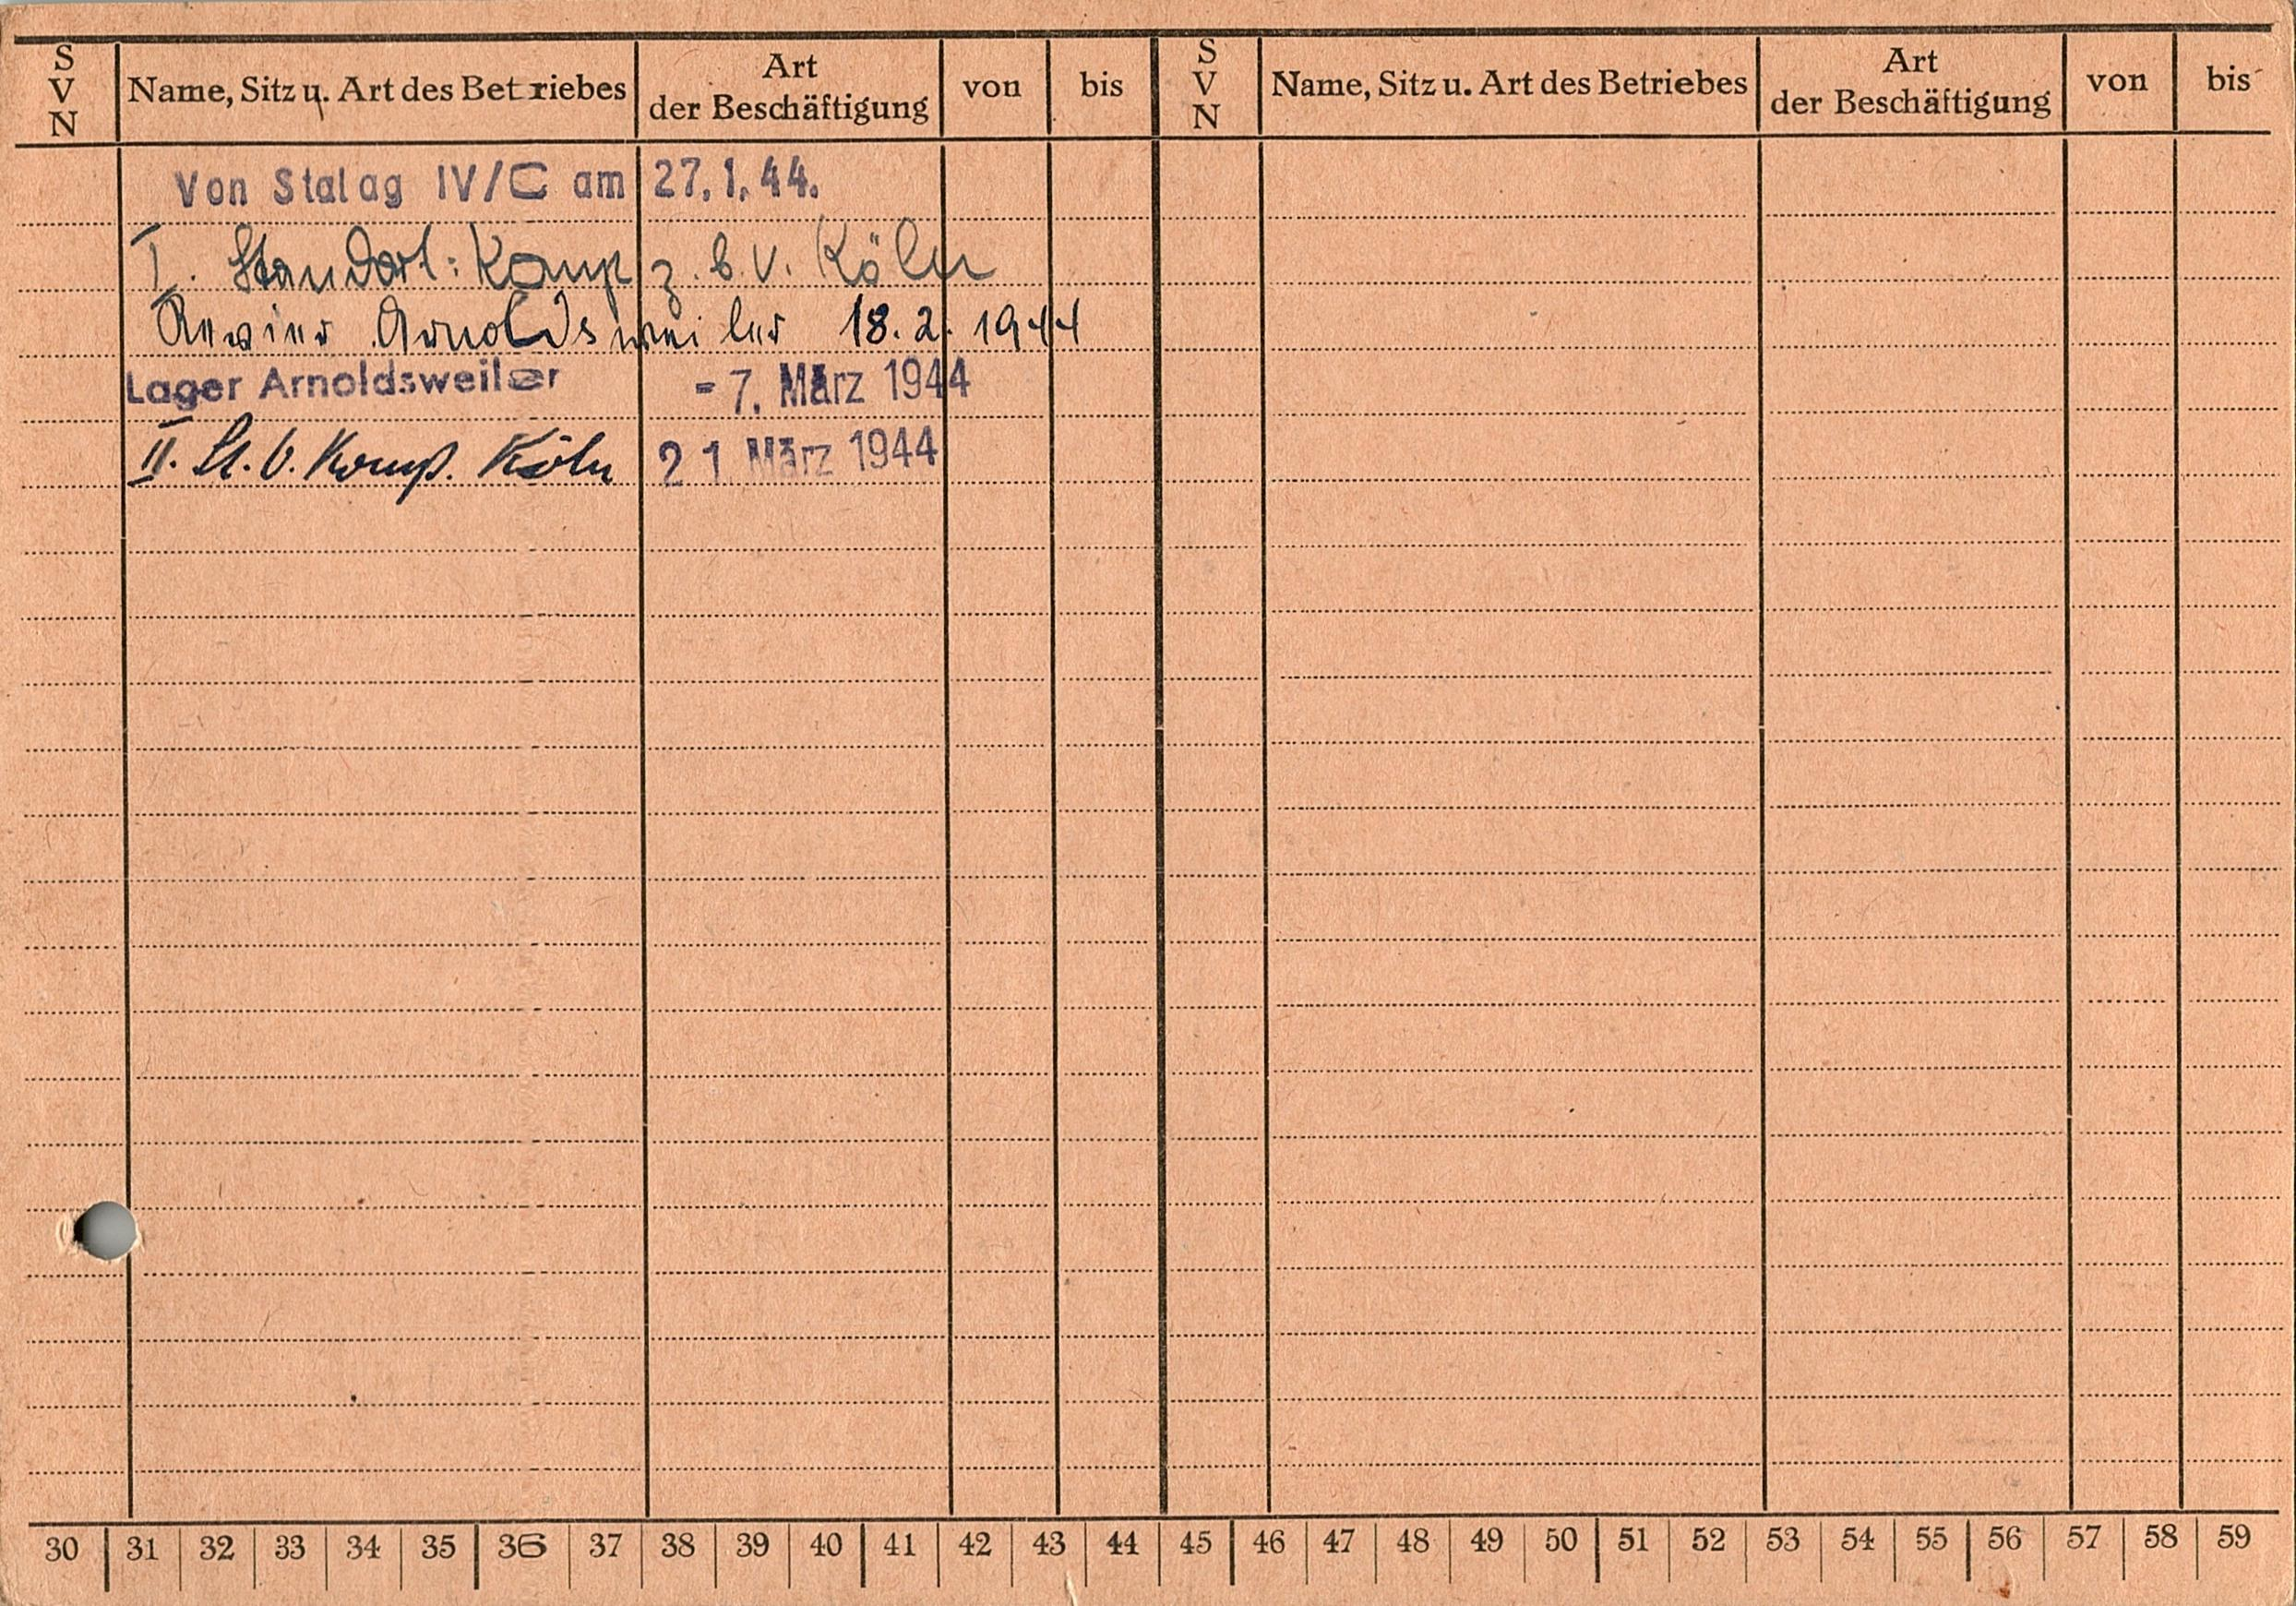 S V N Name, Sitz u. Art des Betriebes Art der Beschäftigung von bis S V N Name, Sitz u. Art des Betriebes Art der Beschäftigung von bis
Von Stalag IV/C am 27.1.44.
I. Standort: Komp z.b.V. Köln
Revier Arnoldsweiler 18.2.1944
Lager Arnoldsweiler - 7. März 1944
II. St. b. Komp. Köln 21 März 1944
30 31 32 33 34 35 36 37 38 39 40 41 42 43 44 45 46 47 48 49 50 51 52 53 54 55 56 57 58 59